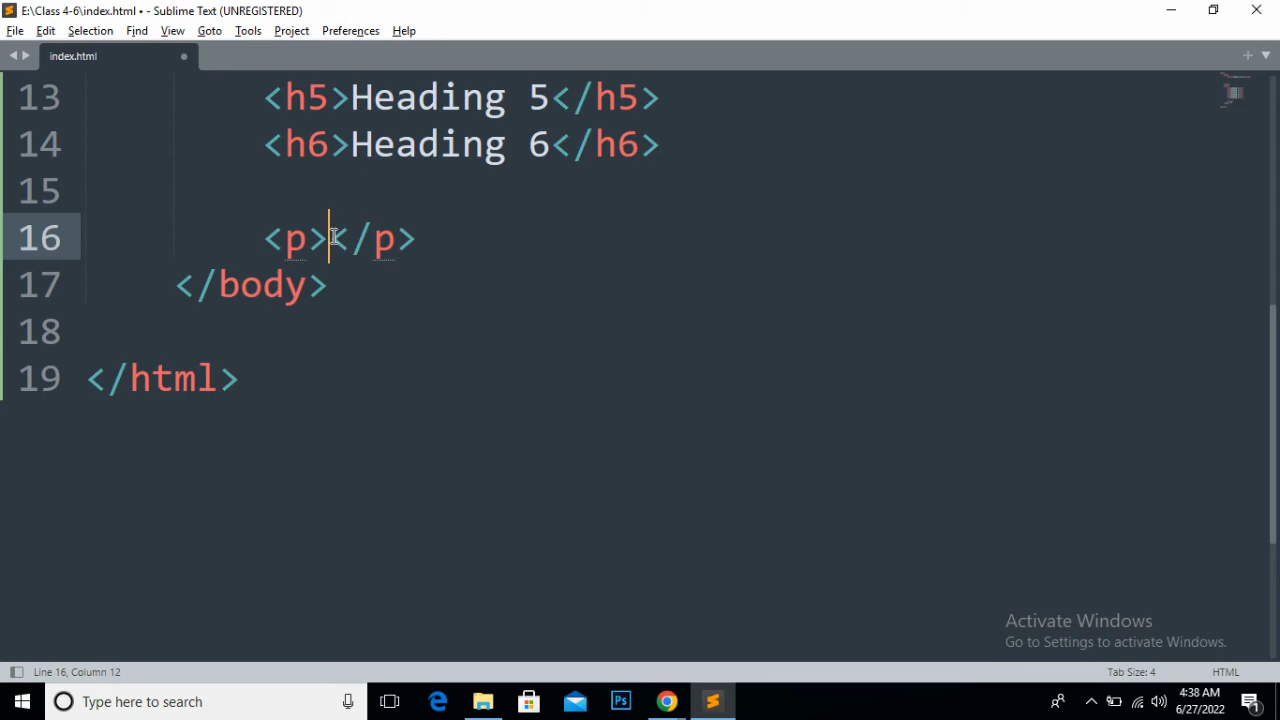 E:\Class 4-6\index.html • - Sublime Text (UNREGISTERED)
File Edit Selection Find View Goto Tools Project Preferences Help
index.html
13 <h5>Heading 5</h5>
14 <h6>Heading 6</h6>
15
16 <p></p>
17 </body>
18
19 </html>
Activate Windows
Go to Settings to activate Windows.
Line 16, Column 12 Tab Size: 4 HTML
Type here to search
Ps
4:38 AM
6/27/2022
1